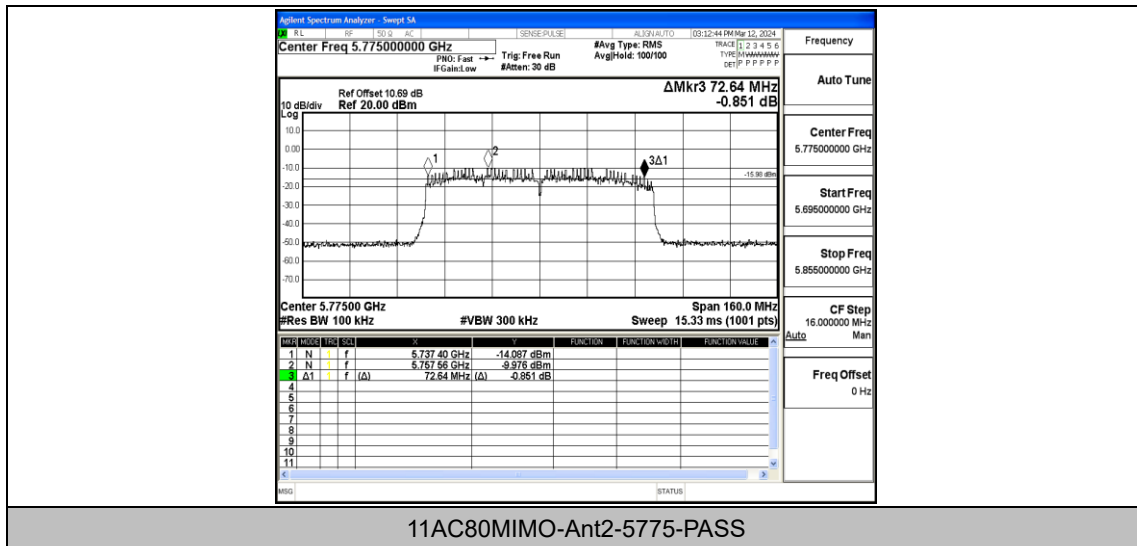 Agilent Spectrum Analyzer - Swept SA
RL RF 50 Ω AC SENSE:PULSE ALIGNAUTO 03:12:44 PM Mar 12, 2024
Center Freq 5.775000000 GHz #Avg Type: RMS TRACE 1 2 3 4 5 6
PNO: Fast Trig: Free Run Avg|Hold: 100/100 TYPE MWWWWW
IFGain:Low #Atten: 30 dB DET P P P P P P
Frequency
Auto Tune
ΔMkr3 72.64 MHz
-0.851 dB
Ref Offset 10.69 dB
10 dB/div Ref 20.00 dBm
Log
10.0
0.00
-10.0
-20.0
-30.0
-40.0
-50.0
-60.0
-70.0
1
2
3Δ1
-15.98 dBm
Center Freq
5.775000000 GHz
Start Freq
5.695000000 GHz
Stop Freq
5.855000000 GHz
Center 5.77500 GHz Span 160.0 MHz
#Res BW 100 kHz #VBW 300 kHz Sweep 15.33 ms (1001 pts)
CF Step
16.000000 MHz
Auto Man
MKR MODE TRC SCL X Y FUNCTION FUNCTION WIDTH FUNCTION VALUE
1 N 1 f 5.737 40 GHz -14.087 dBm
2 N 1 f 5.757 56 GHz -9.976 dBm
3 Δ1 1 f (Δ) 72.64 MHz (Δ) -0.851 dB
4
5
6
7
8
9
10
11
Freq Offset
0 Hz
MSG STATUS
11AC80MIMO-Ant2-5775-PASS